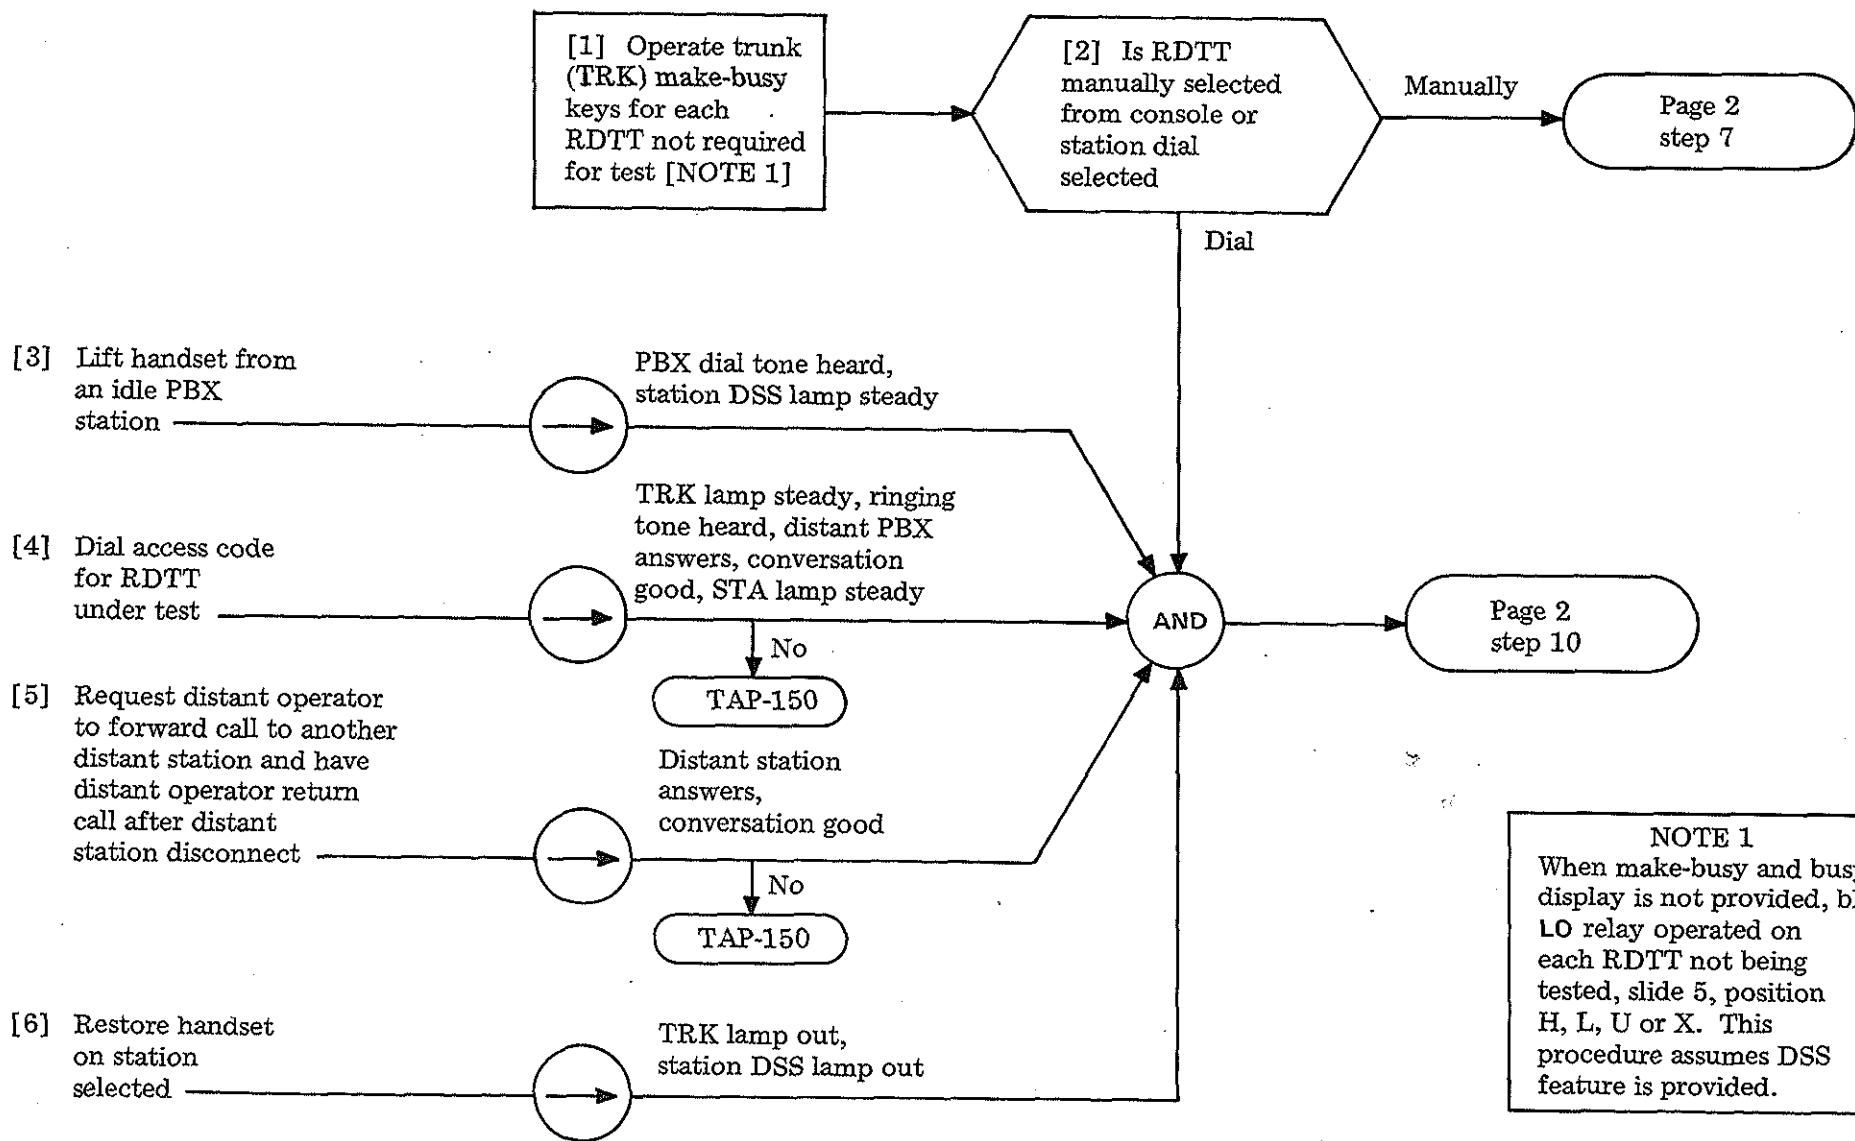 [1] Operate trunk
(TRK) make-busy
keys for each
RDTT not required
for test [NOTE 1]
[2] Is RDTT
manually selected
from console or
station dial
selected
Manually
Page 2
step 7
Dial
[3] Lift handset from
an idle PBX
station
PBX dial tone heard,
station DSS lamp steady
[4] Dial access code
for RDTT
under test
TRK lamp steady, ringing
tone heard, distant PBX
answers, conversation
good, STA lamp steady
No
TAP-150
AND
Page 2
step 10
[5] Request distant operator
to forward call to another
distant station and have
distant operator return
call after distant
station disconnect
Distant station
answers,
conversation good
No
TAP-150
[6] Restore handset
on station
selected
TRK lamp out,
station DSS lamp out
NOTE 1
When make-busy and busy
display is not provided,
LO relay operated on
each RDTT not being
tested, slide 5, position
H, L, U or X. This
procedure assumes DSS
feature is provided.